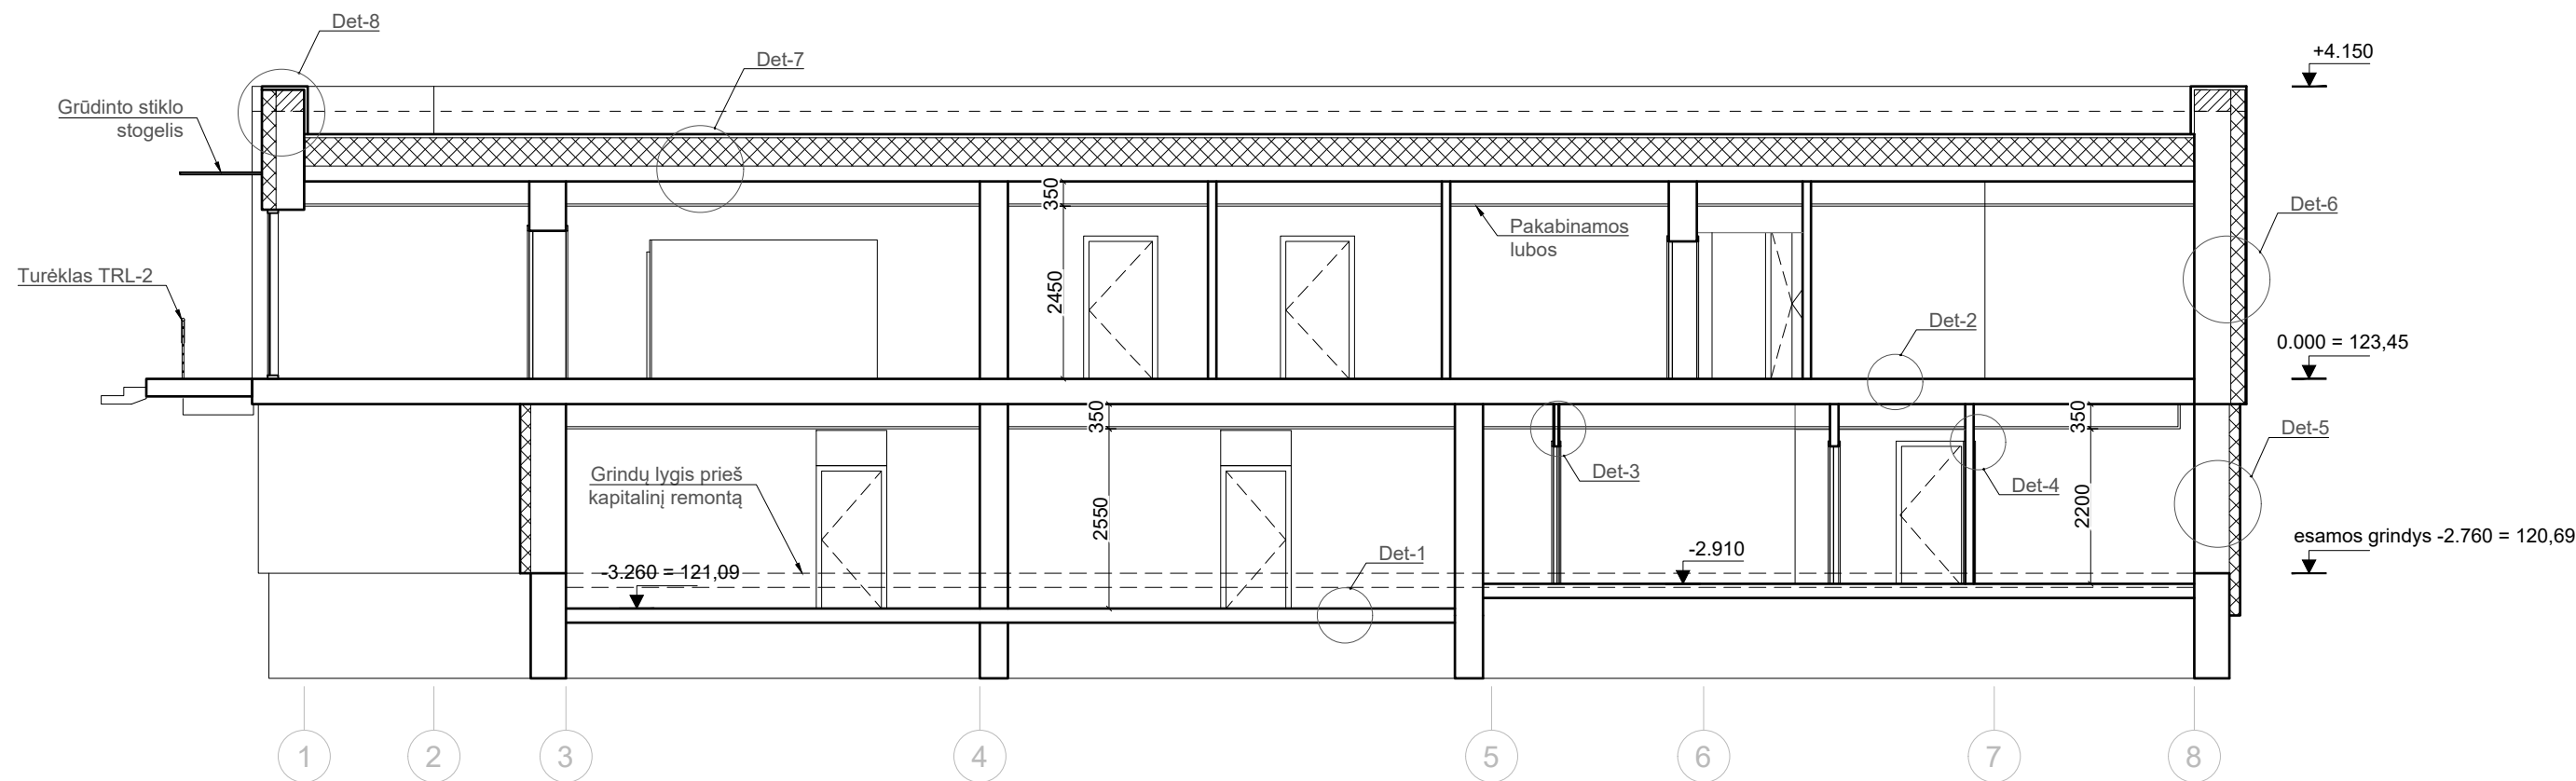 Det-8
+4.150
Det-7
Grūdinto stiklo
stogelis
350
Det-6
Pakabinamos
lubos
Turėklas TRL-2
2450
Det-2
0.000 = 123,45
350
350
Det-5
Grindų lygis prieš
kapitalinį remontą
Det-3
Det-4
2550
2200
esamos grindys -2.760 = 120,69
Det-1
-2.910
-3.260 = 121,09
1
2
3
4
5
6
7
8